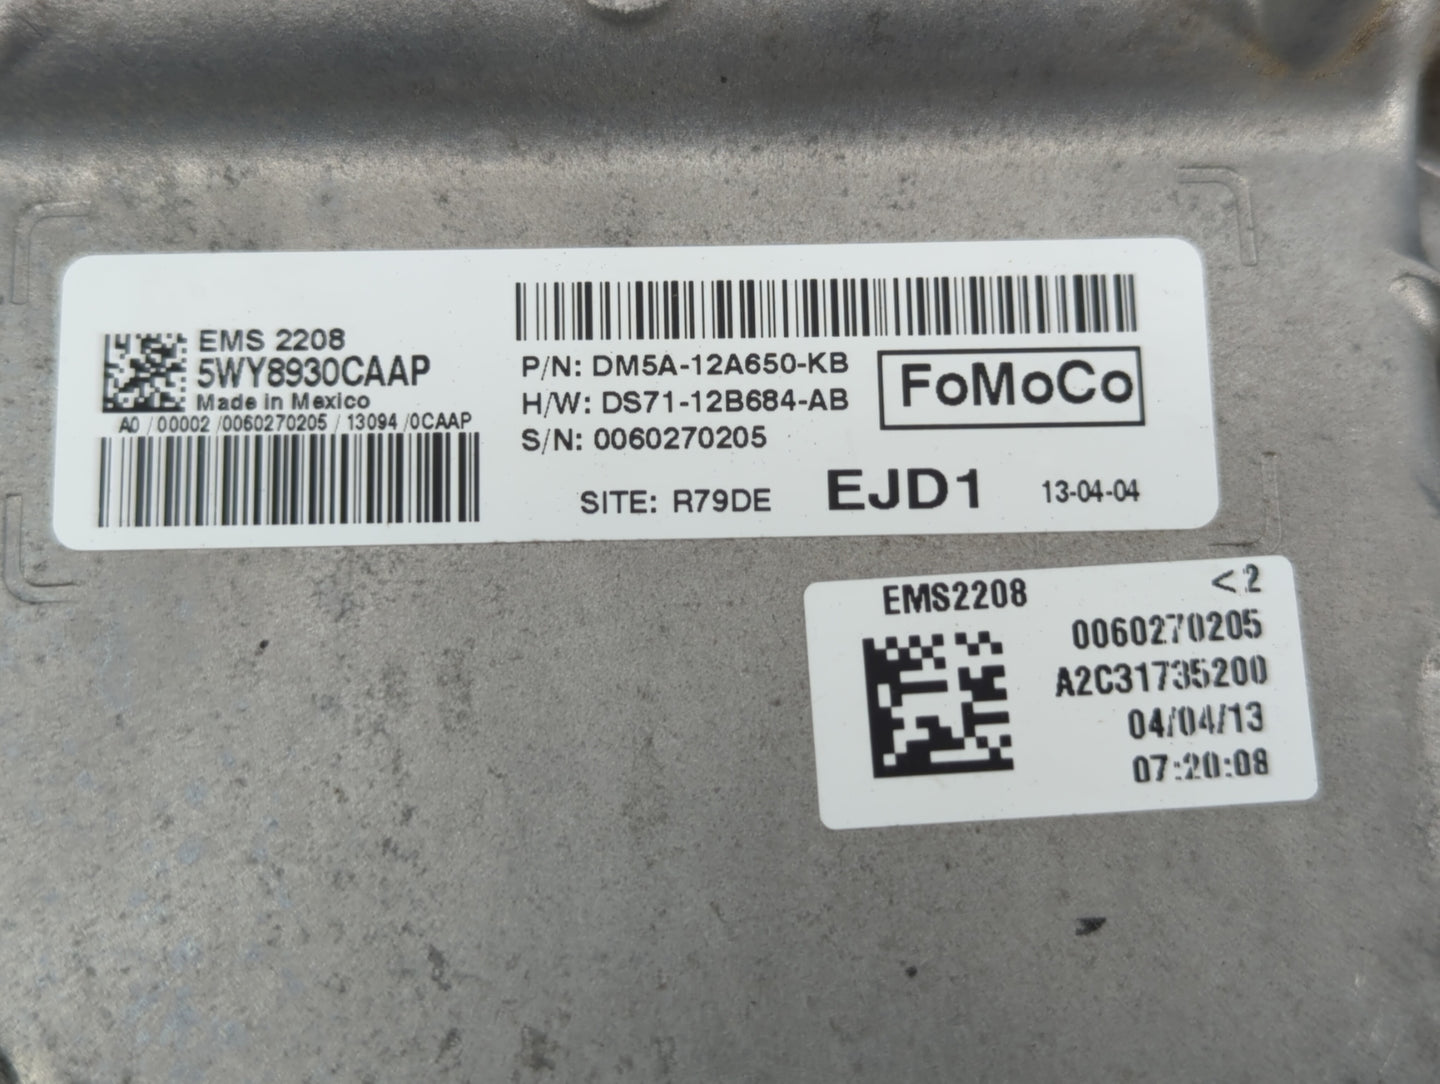 EMS 2208
5WY8930CAAP
Made in Mexico
A0 / 00002 /0060270205 / 13094 /0CAAP
P/N: DM5A-12A650-KB
H/W: DS71-12B684-AB
S/N: 0060270205
FoMoCo
SITE: R79DE
EJD1
13-04-04
EMS2208
<2
0060270205
A2C31735200
04/04/13
07:20:08